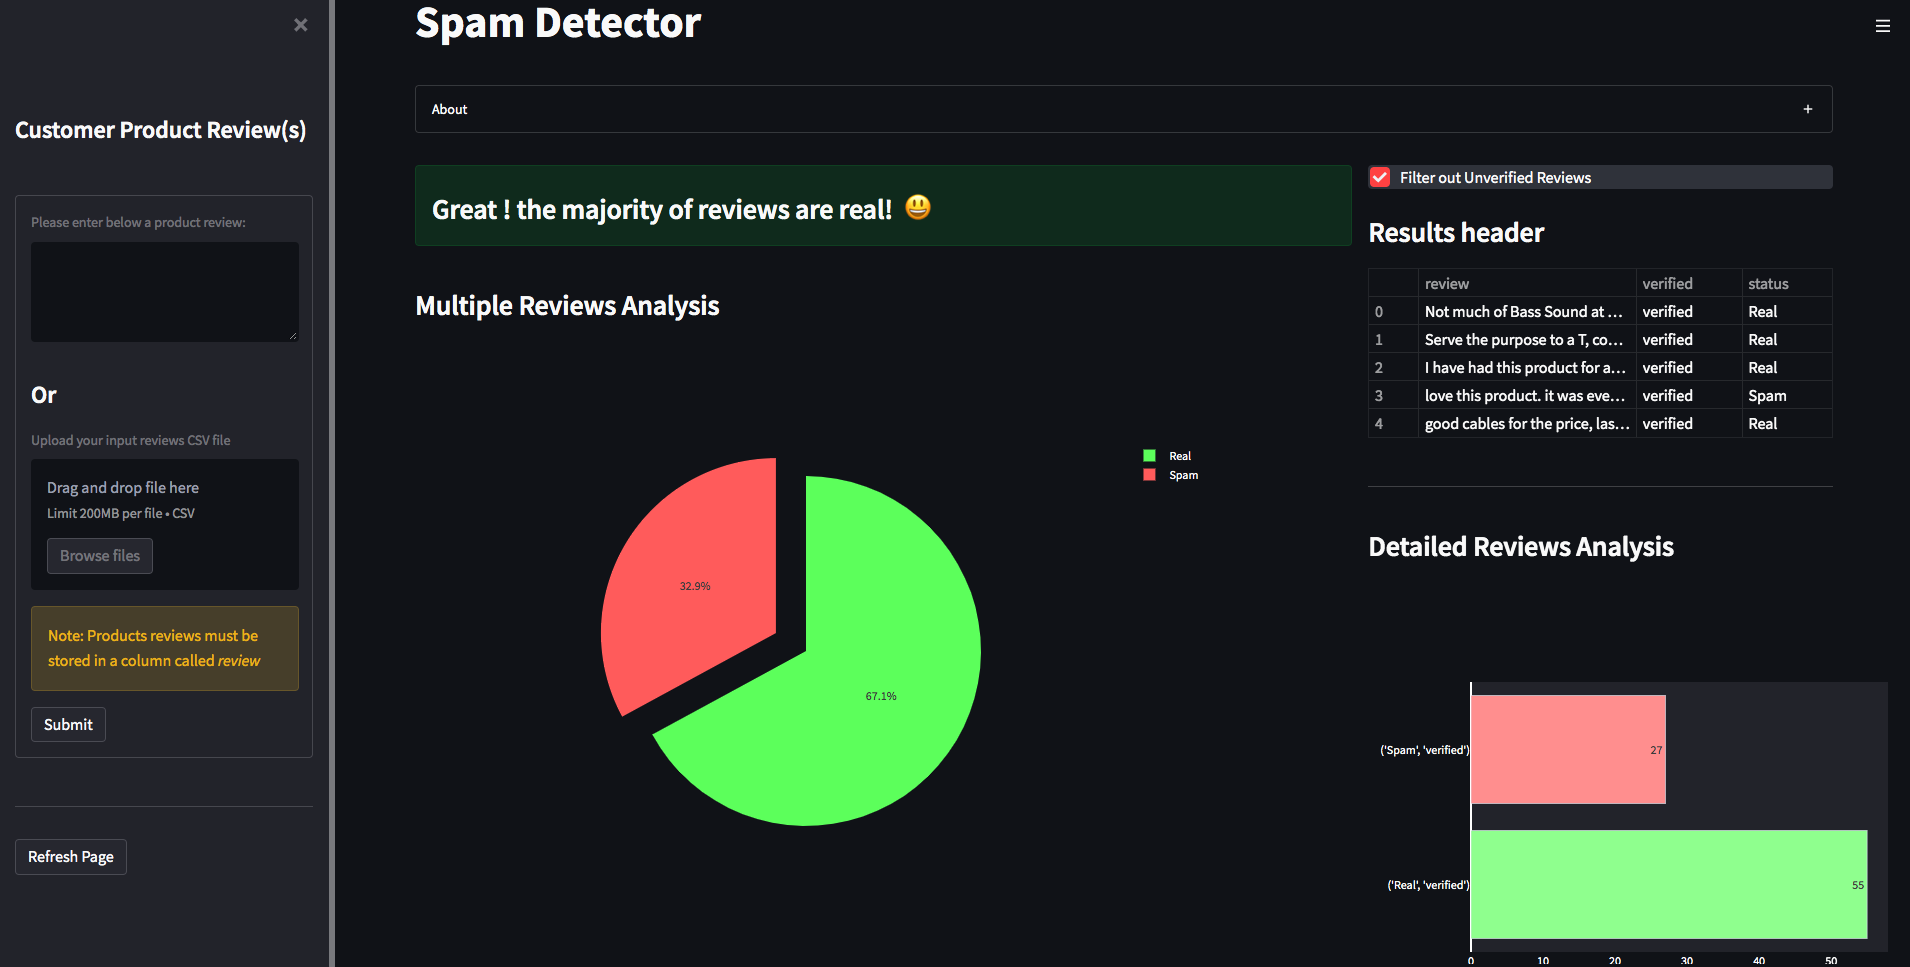 ×
Customer Product Review(s)
Please enter below a product review:
Or
Upload your input reviews CSV file
Drag and drop file here
Limit 200MB per file • CSV
Browse files
Note: Products reviews must be
stored in a column called review
Submit
Refresh Page
Spam Detector
About +
Great ! the majority of reviews are real! 😃
Multiple Reviews Analysis
Real
Spam
32.9%
67.1%
Filter out Unverified Reviews
Results header
review verified status
0 Not much of Bass Sound at ... verified Real
1 Serve the purpose to a T, co... verified Real
2 I have had this product for a... verified Real
3 love this product. it was eve... verified Spam
4 good cables for the price, las... verified Real
Detailed Reviews Analysis
('Spam', 'verified') 27
('Real', 'verified') 55
0 10 20 30 40 50